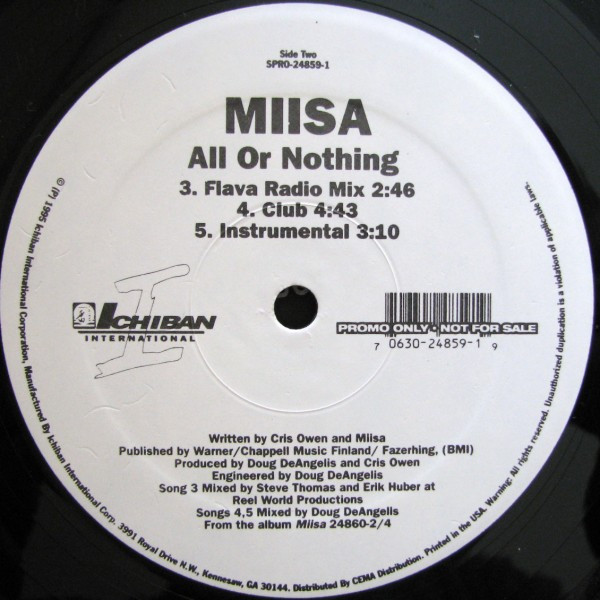 Side Two
SPRO-24859-1
MIISA
All Or Nothing
3. Flava Radio Mix 2:46
4. Club 4:43
5. Instrumental 3:10
ICHIBAN
INTERNATIONAL
PROMO ONLY • NOT FOR SALE
7 0630-24859-1 9
Written by Cris Owen and Miisa
Published by Warner/Chappell Music Finland/ Fazerhing, (BMI)
Produced by Doug DeAngelis and Cris Owen
Engineered by Doug DeAngelis
Song 3 Mixed by Steve Thomas and Erik Huber at
Reel World Productions
Songs 4,5 Mixed by Doug DeAngelis
From the album Miisa 24860-2/4
© (P) 1995 Ichiban International Corporation, Manufactured By Ichiban International Corp. 3991 Royal Drive N.W., Kennesaw, GA 30144. Distributed By CEMA Distribution. Printed in the USA. Warning: All rights reserved. Unauthorized duplication is a violation of applicable laws.